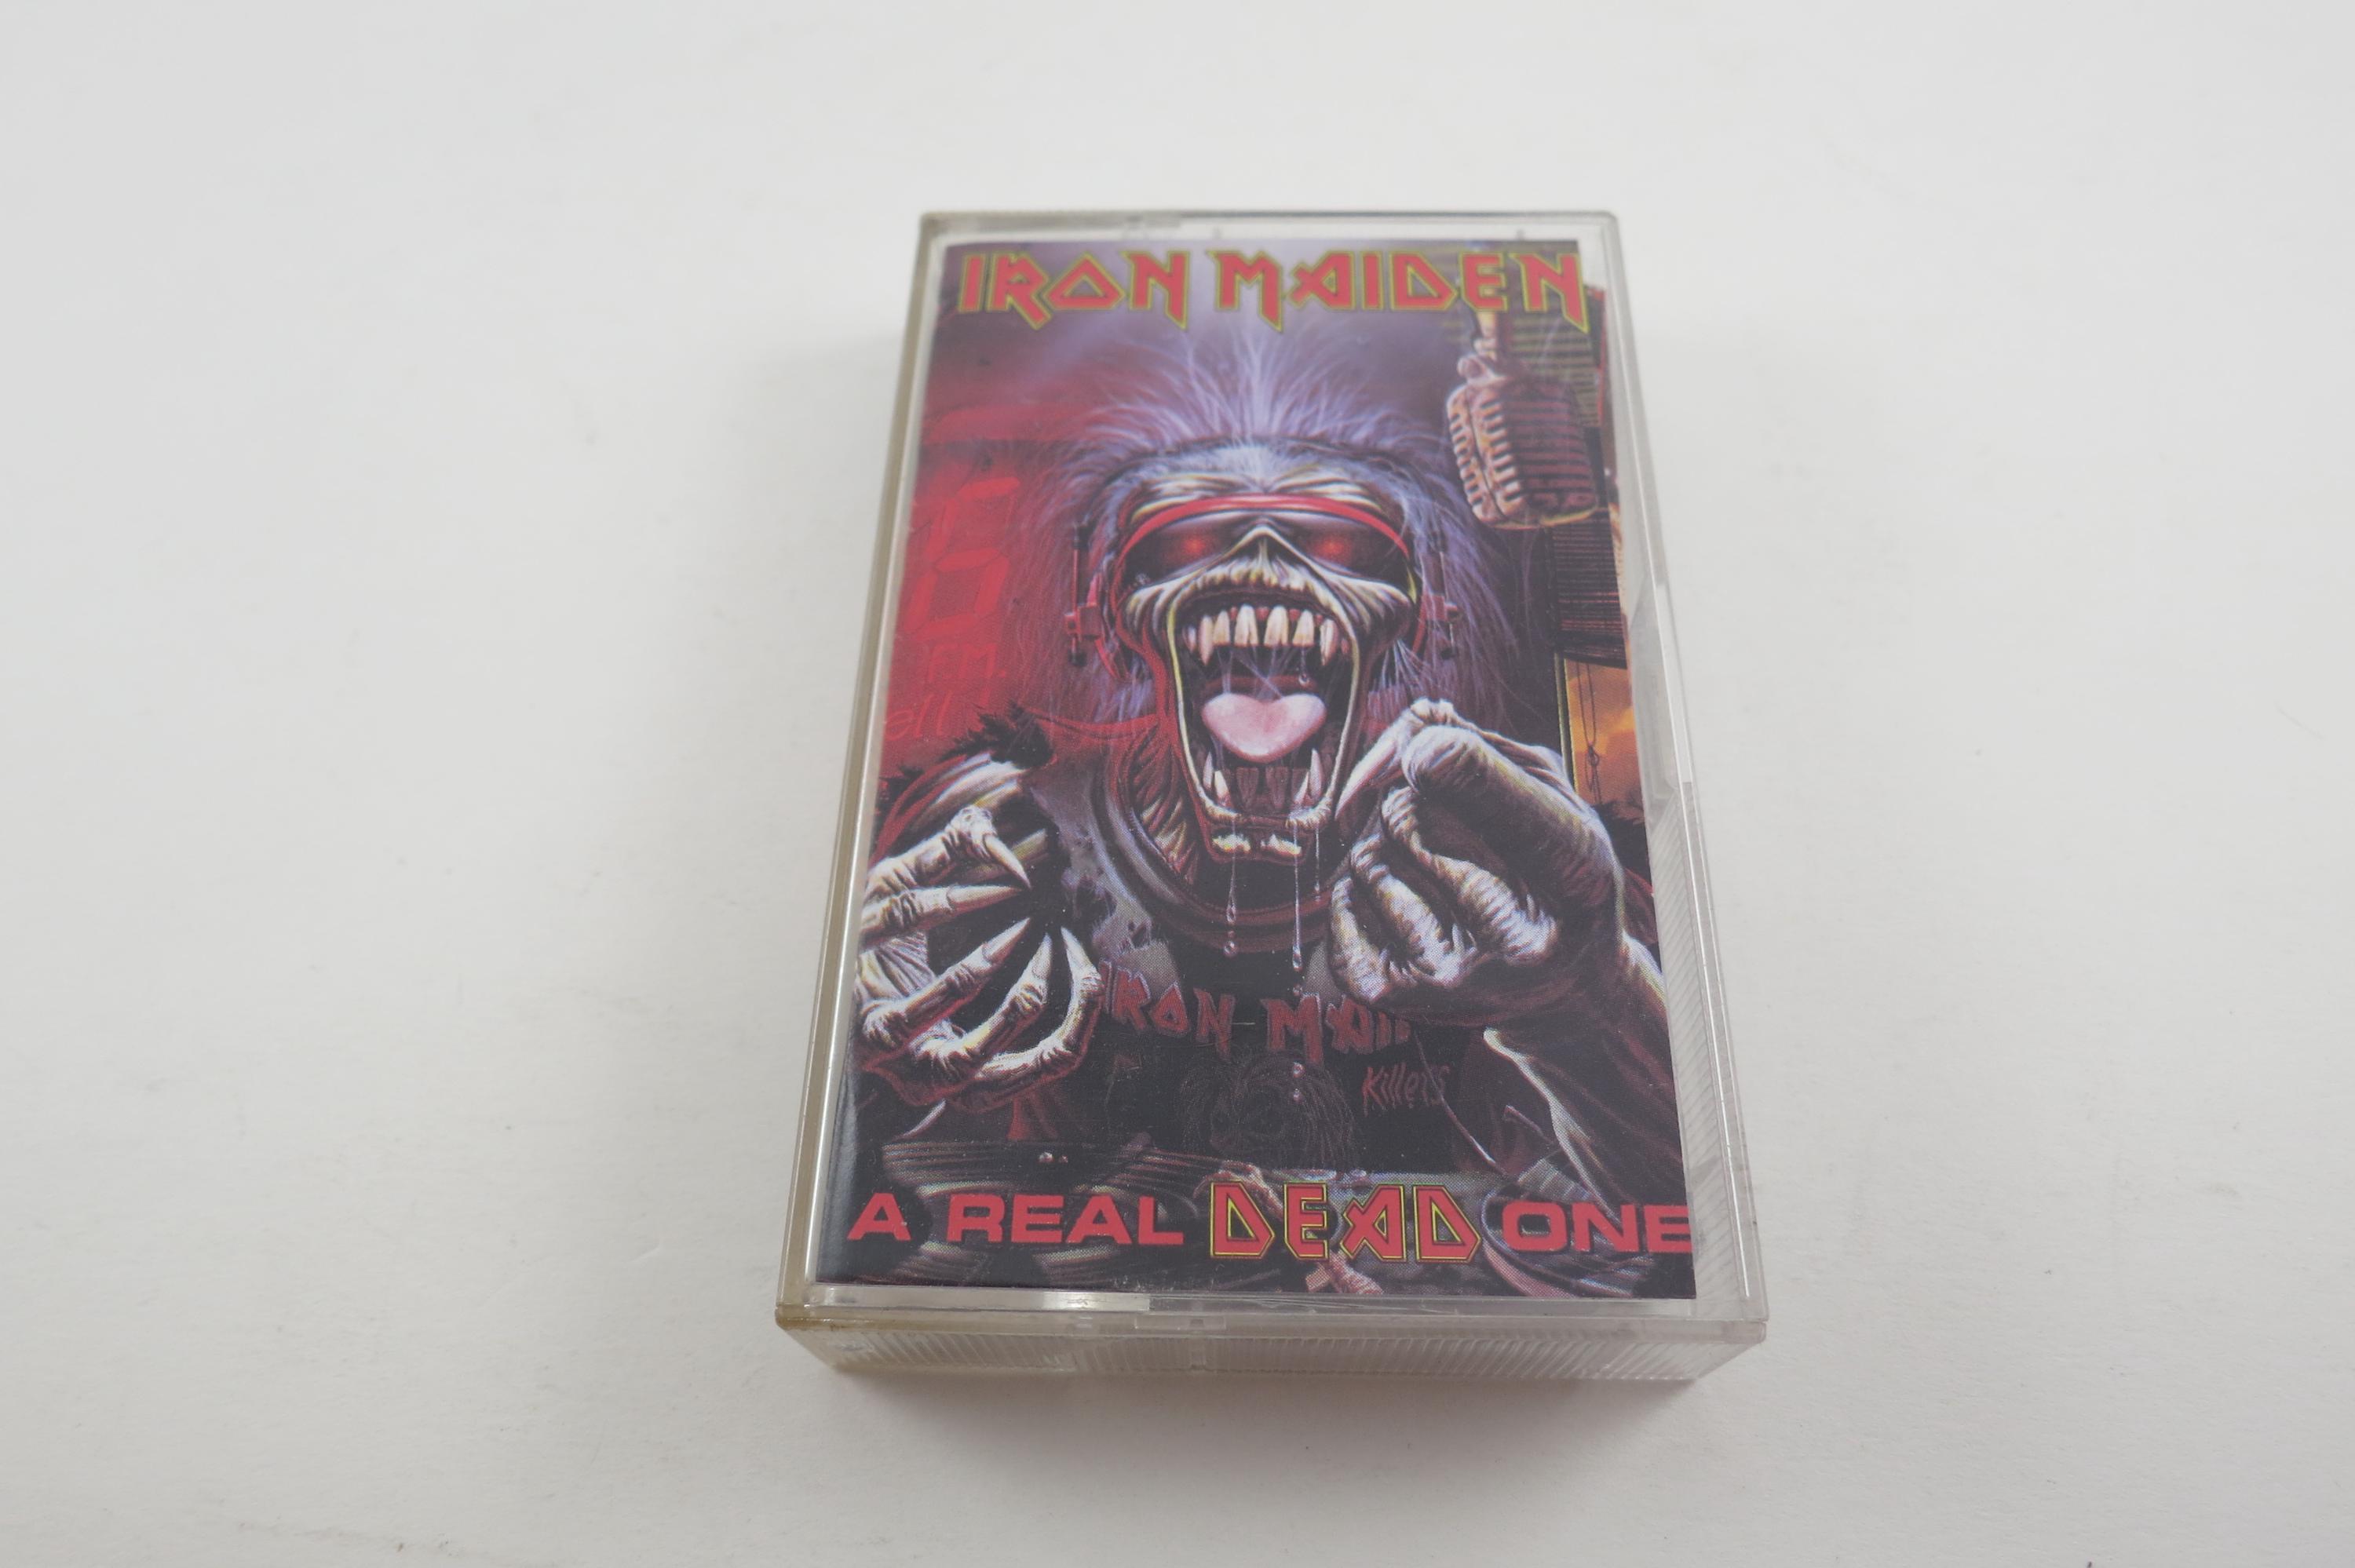 IRON MAIDEN
IRON MAI
Killers
A REAL DEAD ONE